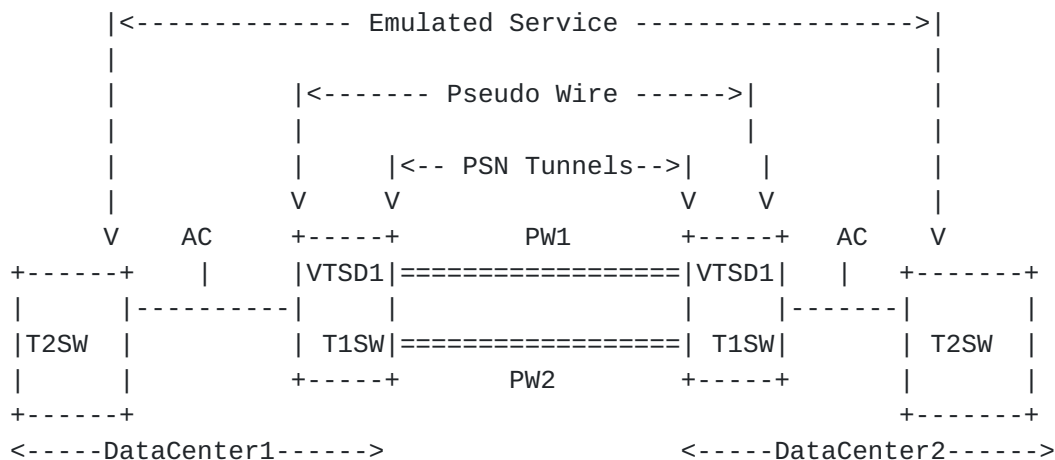 |<-------------- Emulated Service ------------------>|
|                                                    |
|          |<------- Pseudo Wire ------>|            |
|          |                            |            |
|          |    |<-- PSN Tunnels-->|    |            |
|          V    V                  V    V            |
V    AC    +-----+       PW1        +-----+   AC    V
+------+    |     |VTSD1|==================|VTSD1|   |   +-------+
|      |----------|     |                  |     |-------|       |
|T2SW  |          | T1SW|==================| T1SW|       | T2SW  |
|      |          +-----+       PW2        +-----+       |       |
+------+                                                 +-------+
<-----DataCenter1------>                  <-----DataCenter2------>